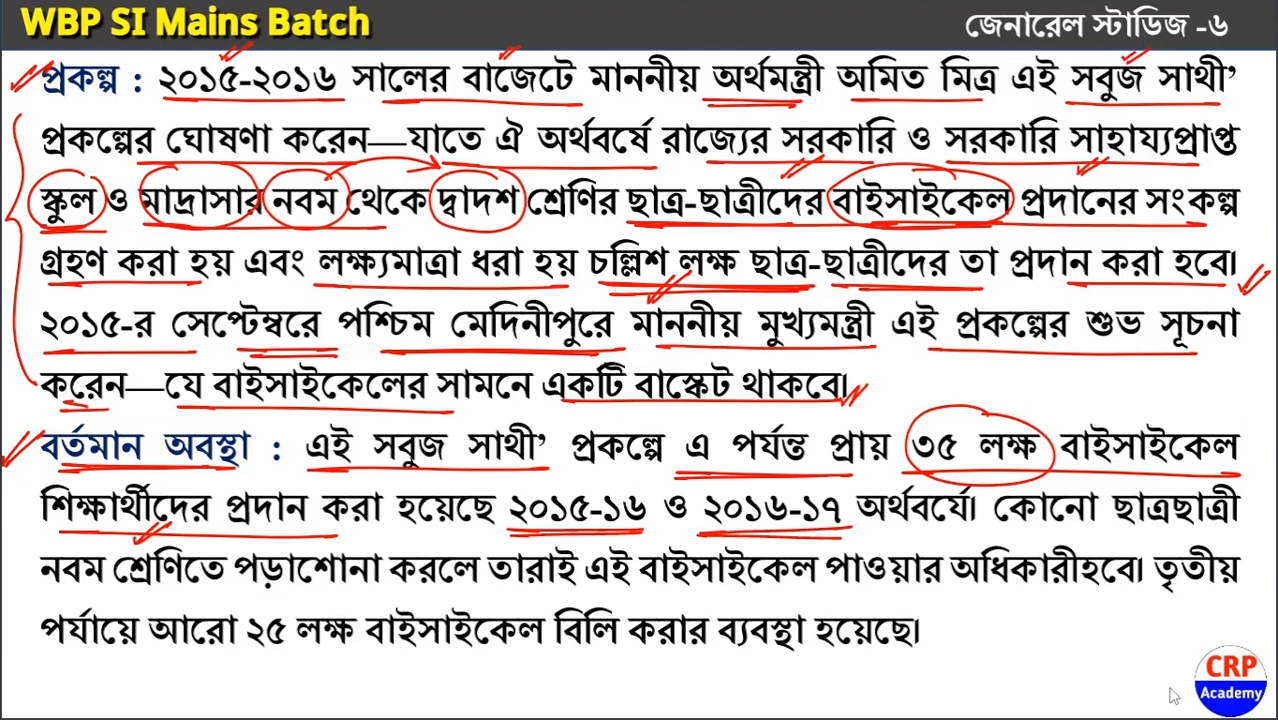 WBP SI Mains Batch
জেনারেল স্টাডিজ -৬
প্রকল্প : ২০১৫-২০১৬ সালের বাজেটে মাননীয় অর্থমন্ত্রী অমিত মিত্র এই সবুজ সাথী’
প্রকল্পের ঘোষণা করেন—যাতে ঐ অর্থবর্ষে রাজ্যের সরকারি ও সরকারি সাহায্যপ্রাপ্ত
স্কুল ও মাদ্রাসার নবম থেকে দ্বাদশ শ্রেণির ছাত্র-ছাত্রীদের বাইসাইকেল প্রদানের সংকল্প
গ্রহণ করা হয় এবং লক্ষ্যমাত্রা ধরা হয় চল্লিশ লক্ষ ছাত্র-ছাত্রীদের তা প্রদান করা হবে।
২০১৫-র সেপ্টেম্বরে পশ্চিম মেদিনীপুরে মাননীয় মুখ্যমন্ত্রী এই প্রকল্পের শুভ সূচনা
করেন—যে বাইসাইকেলের সামনে একটি বাস্কেট থাকবে।
বর্তমান অবস্থা : এই সবুজ সাথী’ প্রকল্পে এ পর্যন্ত প্রায় ৩৫ লক্ষ বাইসাইকেল
শিক্ষার্থীদের প্রদান করা হয়েছে ২০১৫-১৬ ও ২০১৬-১৭ অর্থবর্ষে। কোনো ছাত্রছাত্রী
নবম শ্রেণিতে পড়াশোনা করলে তারাই এই বাইসাইকেল পাওয়ার অধিকারীহবে। তৃতীয়
পর্যায়ে আরো ২৫ লক্ষ বাইসাইকেল বিলি করার ব্যবস্থা হয়েছে।
CRP
Academy